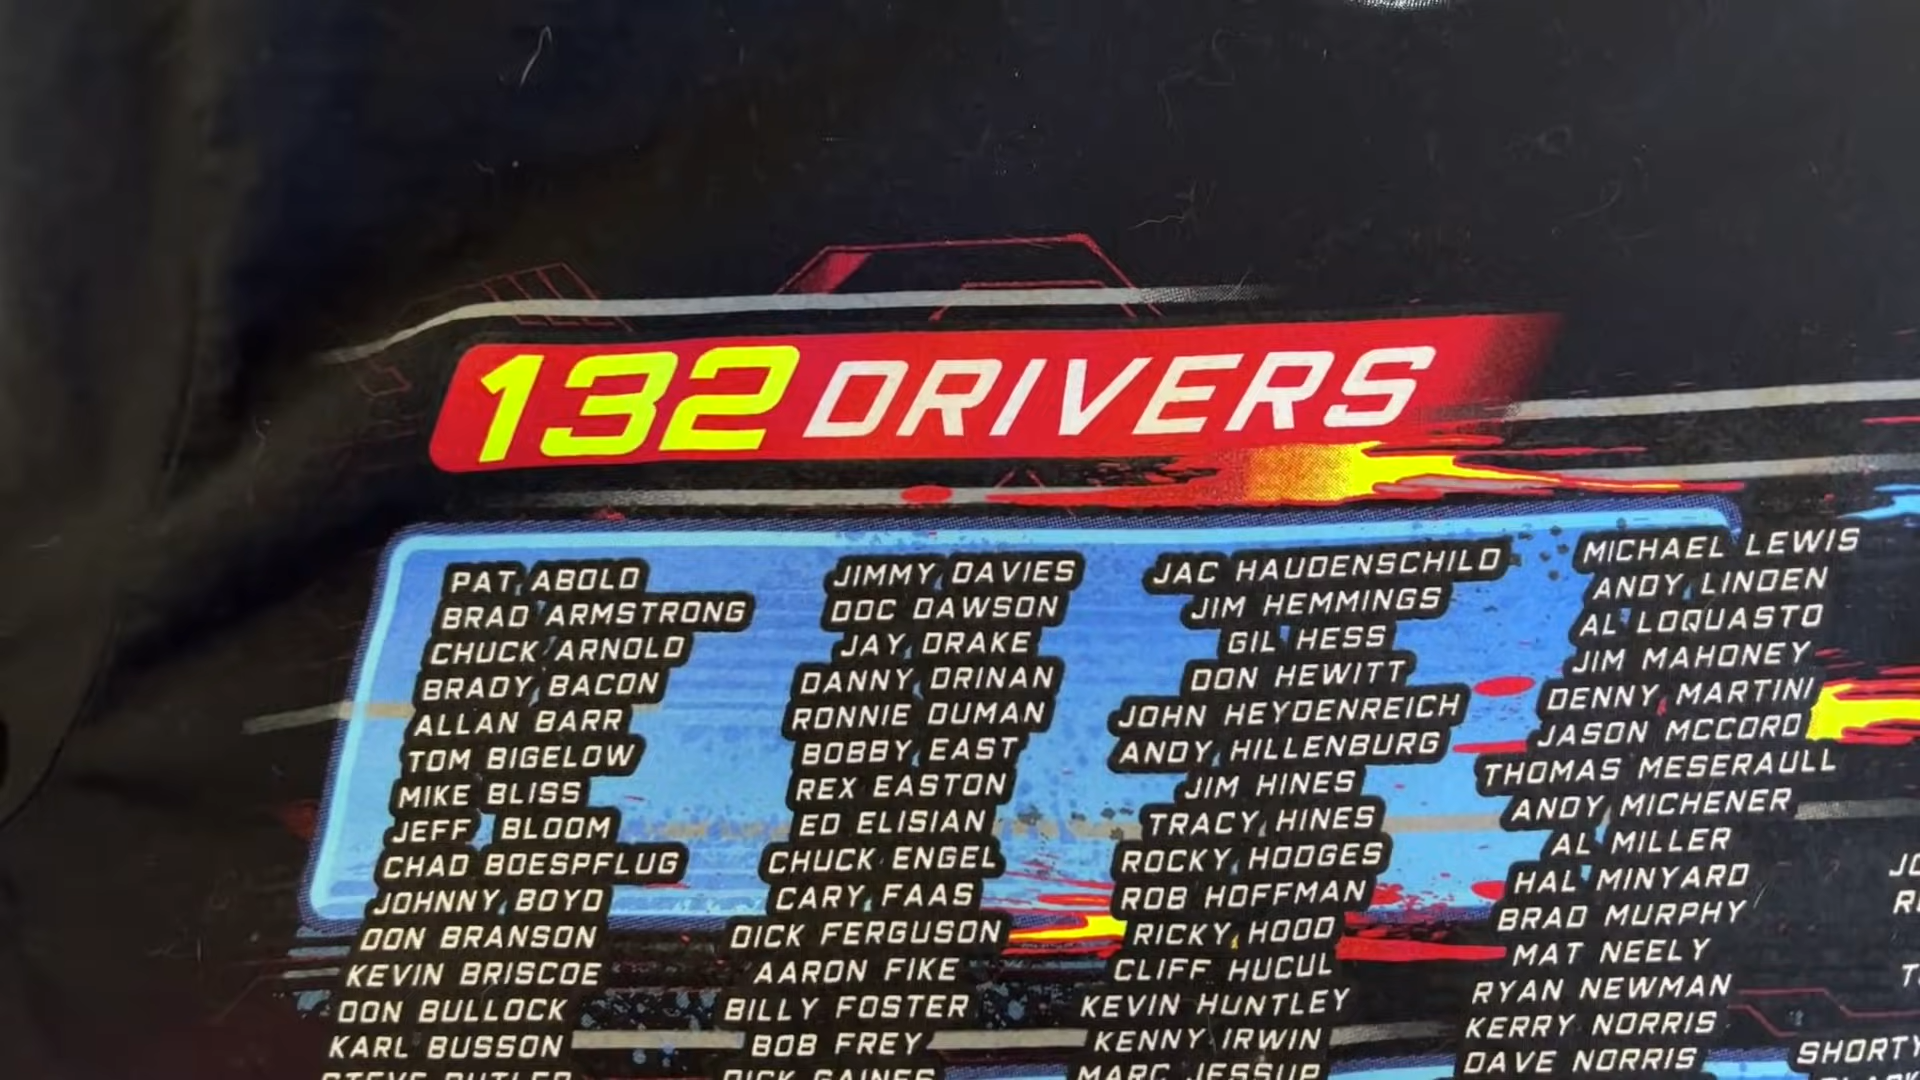 132 DRIVERS
PAT ABOLD
BRAD ARMSTRONG
CHUCK ARNOLD
BRADY BACON
ALLAN BARR
TOM BIGELOW
MIKE BLISS
JEFF BLOOM
CHAD BOESPFLUG
JOHNNY BOYD
DON BRANSON
KEVIN BRISCOE
DON BULLOCK
KARL BUSSON
STEVE BUTLER
JIMMY DAVIES
DOC DAWSON
JAY DRAKE
DANNY DRINAN
RONNIE DUMAN
BOBBY EAST
REX EASTON
ED ELISIAN
CHUCK ENGEL
CARY FAAS
DICK FERGUSON
AARON FIKE
BILLY FOSTER
BOB FREY
DICK GAINES
JAC HAUDENSCHILD
JIM HEMMINGS
GIL HESS
DON HEWITT
JOHN HEYDENREICH
ANDY HILLENBURG
JIM HINES
TRACY HINES
ROCKY HODGES
ROB HOFFMAN
RICKY HOOD
CLIFF HUCUL
KEVIN HUNTLEY
KENNY IRWIN
MARC JESSUP
MICHAEL LEWIS
ANDY LINDEN
AL LOQUASTO
JIM MAHONEY
DENNY MARTINI
JASON MCCORD
THOMAS MESERAULL
ANDY MICHENER
AL MILLER
HAL MINYARD
BRAD MURPHY
MAT NEELY
RYAN NEWMAN
KERRY NORRIS
DAVE NORRIS
SHORTY